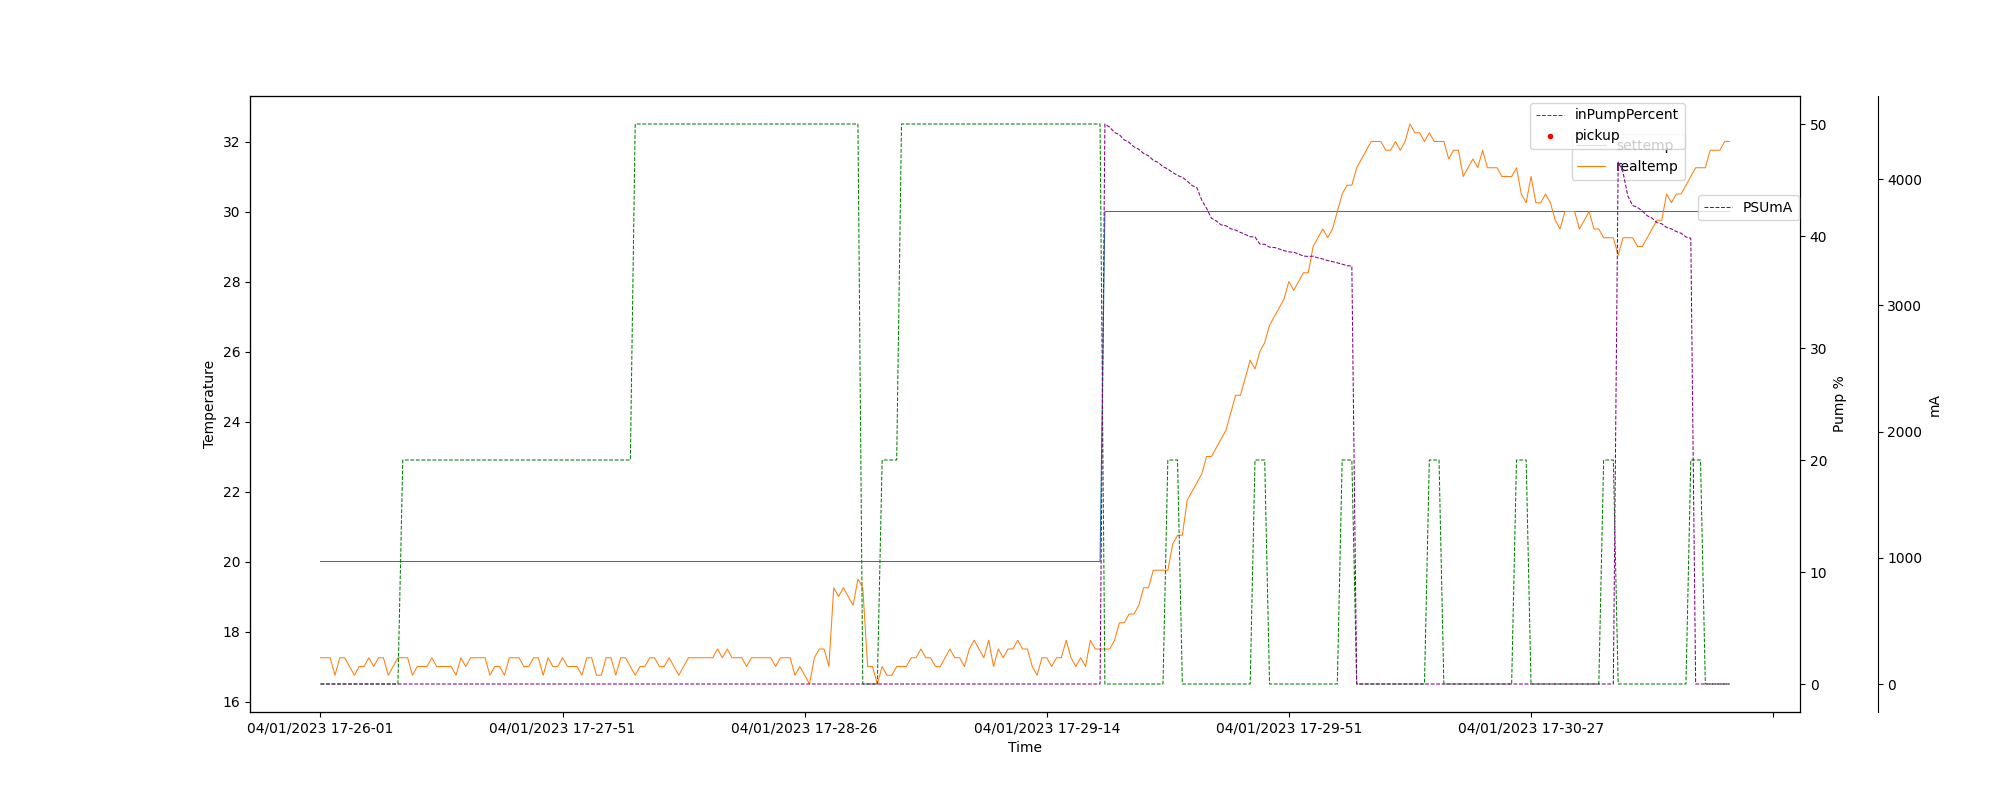 inPumpPercent
pickup
settemp
realtemp
PSUmA
32
30
28
26
24
22
20
18
16
Temperature
50
40
30
20
10
0
Pump %
4000
3000
2000
1000
0
mA
04/01/2023 17-26-01
04/01/2023 17-27-51
04/01/2023 17-28-26
04/01/2023 17-29-14
04/01/2023 17-29-51
04/01/2023 17-30-27
Time